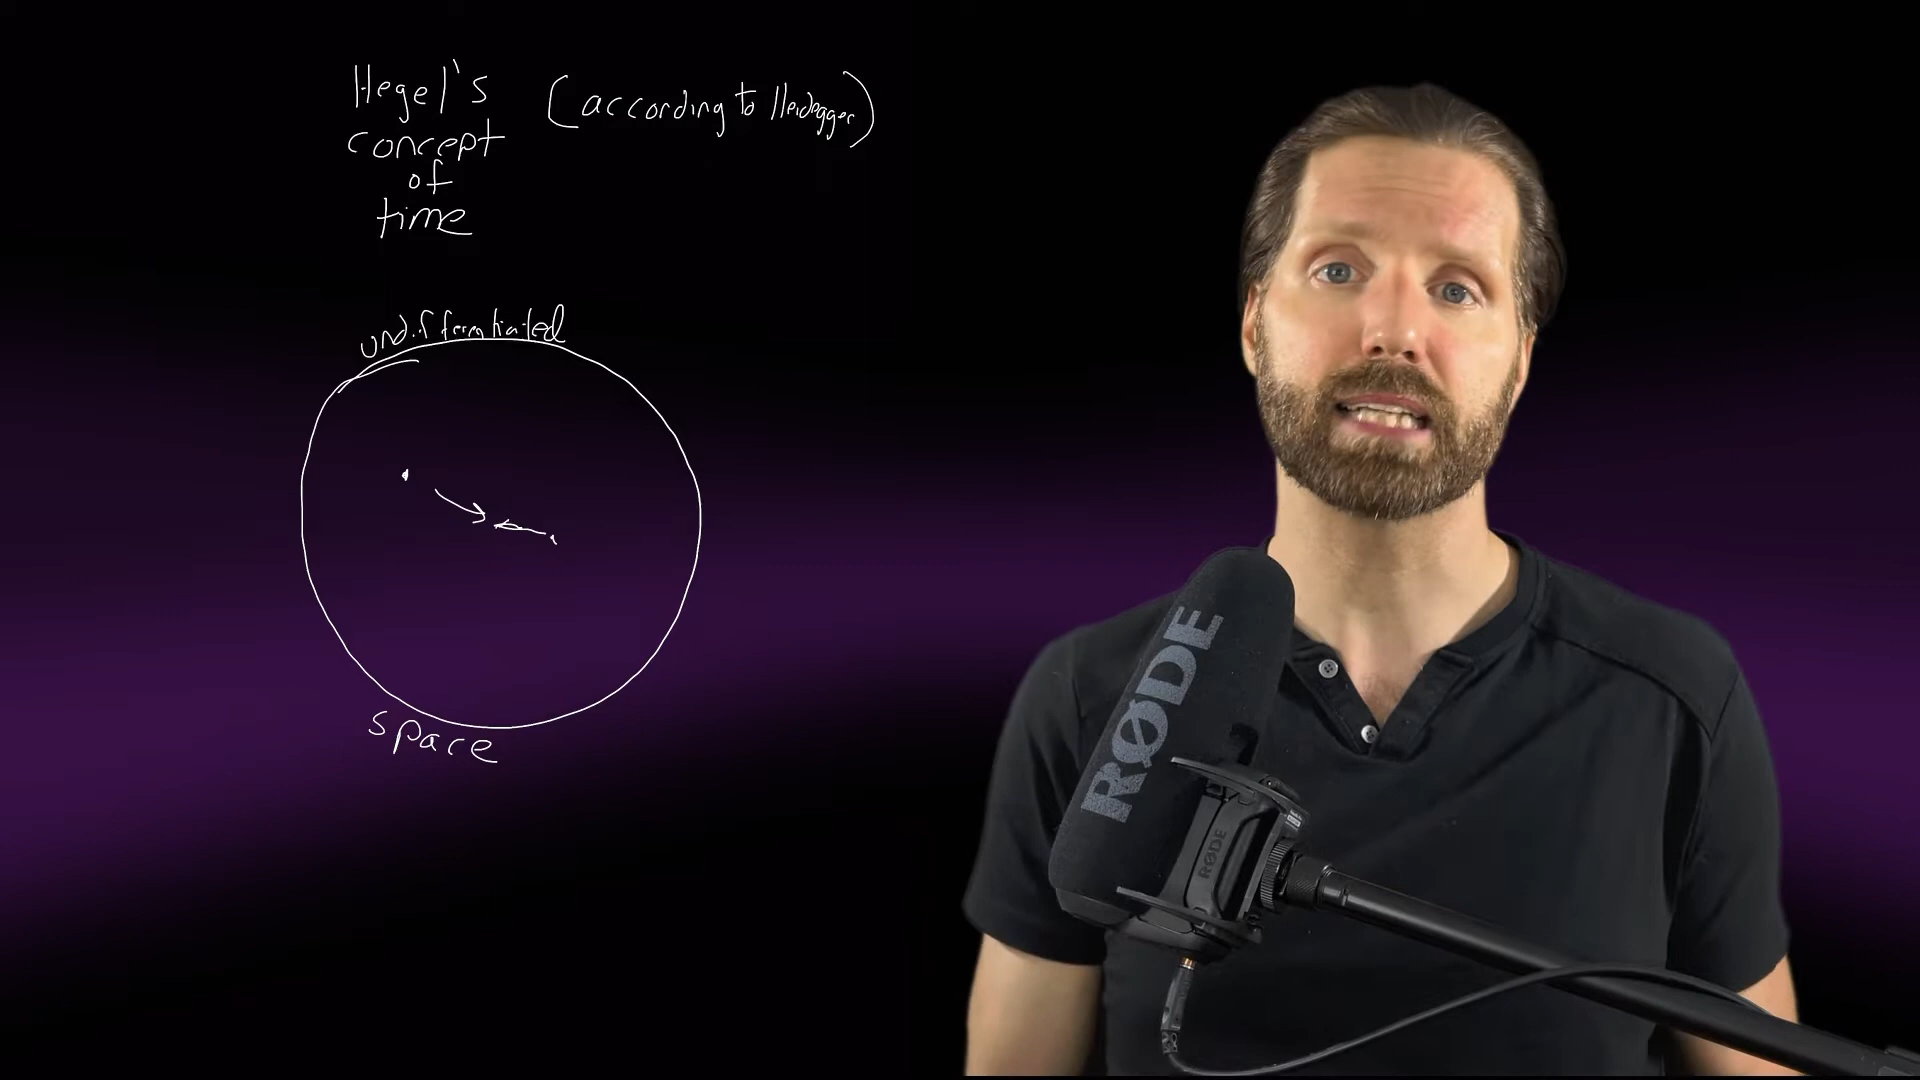 Hegel's (according to Heidegger)
concept
of
time
undifferentiated
space
RØDE
RØDE